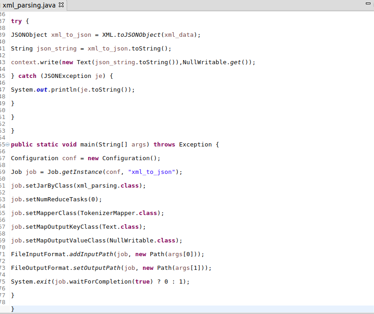 xml_parsing.java
try {
JSONObject xml_to_json = XML.toJSONObject(xml_data);
String json_string = xml_to_json.toString();
context.write(new Text(json_string.toString()),NullWritable.get());
} catch (JSONException je) {
System.out.println(je.toString());
}
}
}
public static void main(String[] args) throws Exception {
Configuration conf = new Configuration();
Job job = Job.getInstance(conf, "xml_to_json");
job.setJarByClass(xml_parsing.class);
job.setNumReduceTasks(0);
job.setMapperClass(TokenizerMapper.class);
job.setMapOutputKeyClass(Text.class);
job.setMapOutputValueClass(NullWritable.class);
FileInputFormat.addInputPath(job, new Path(args[0]));
FileOutputFormat.setOutputPath(job, new Path(args[1]));
System.exit(job.waitForCompletion(true) ? 0 : 1);
}
}